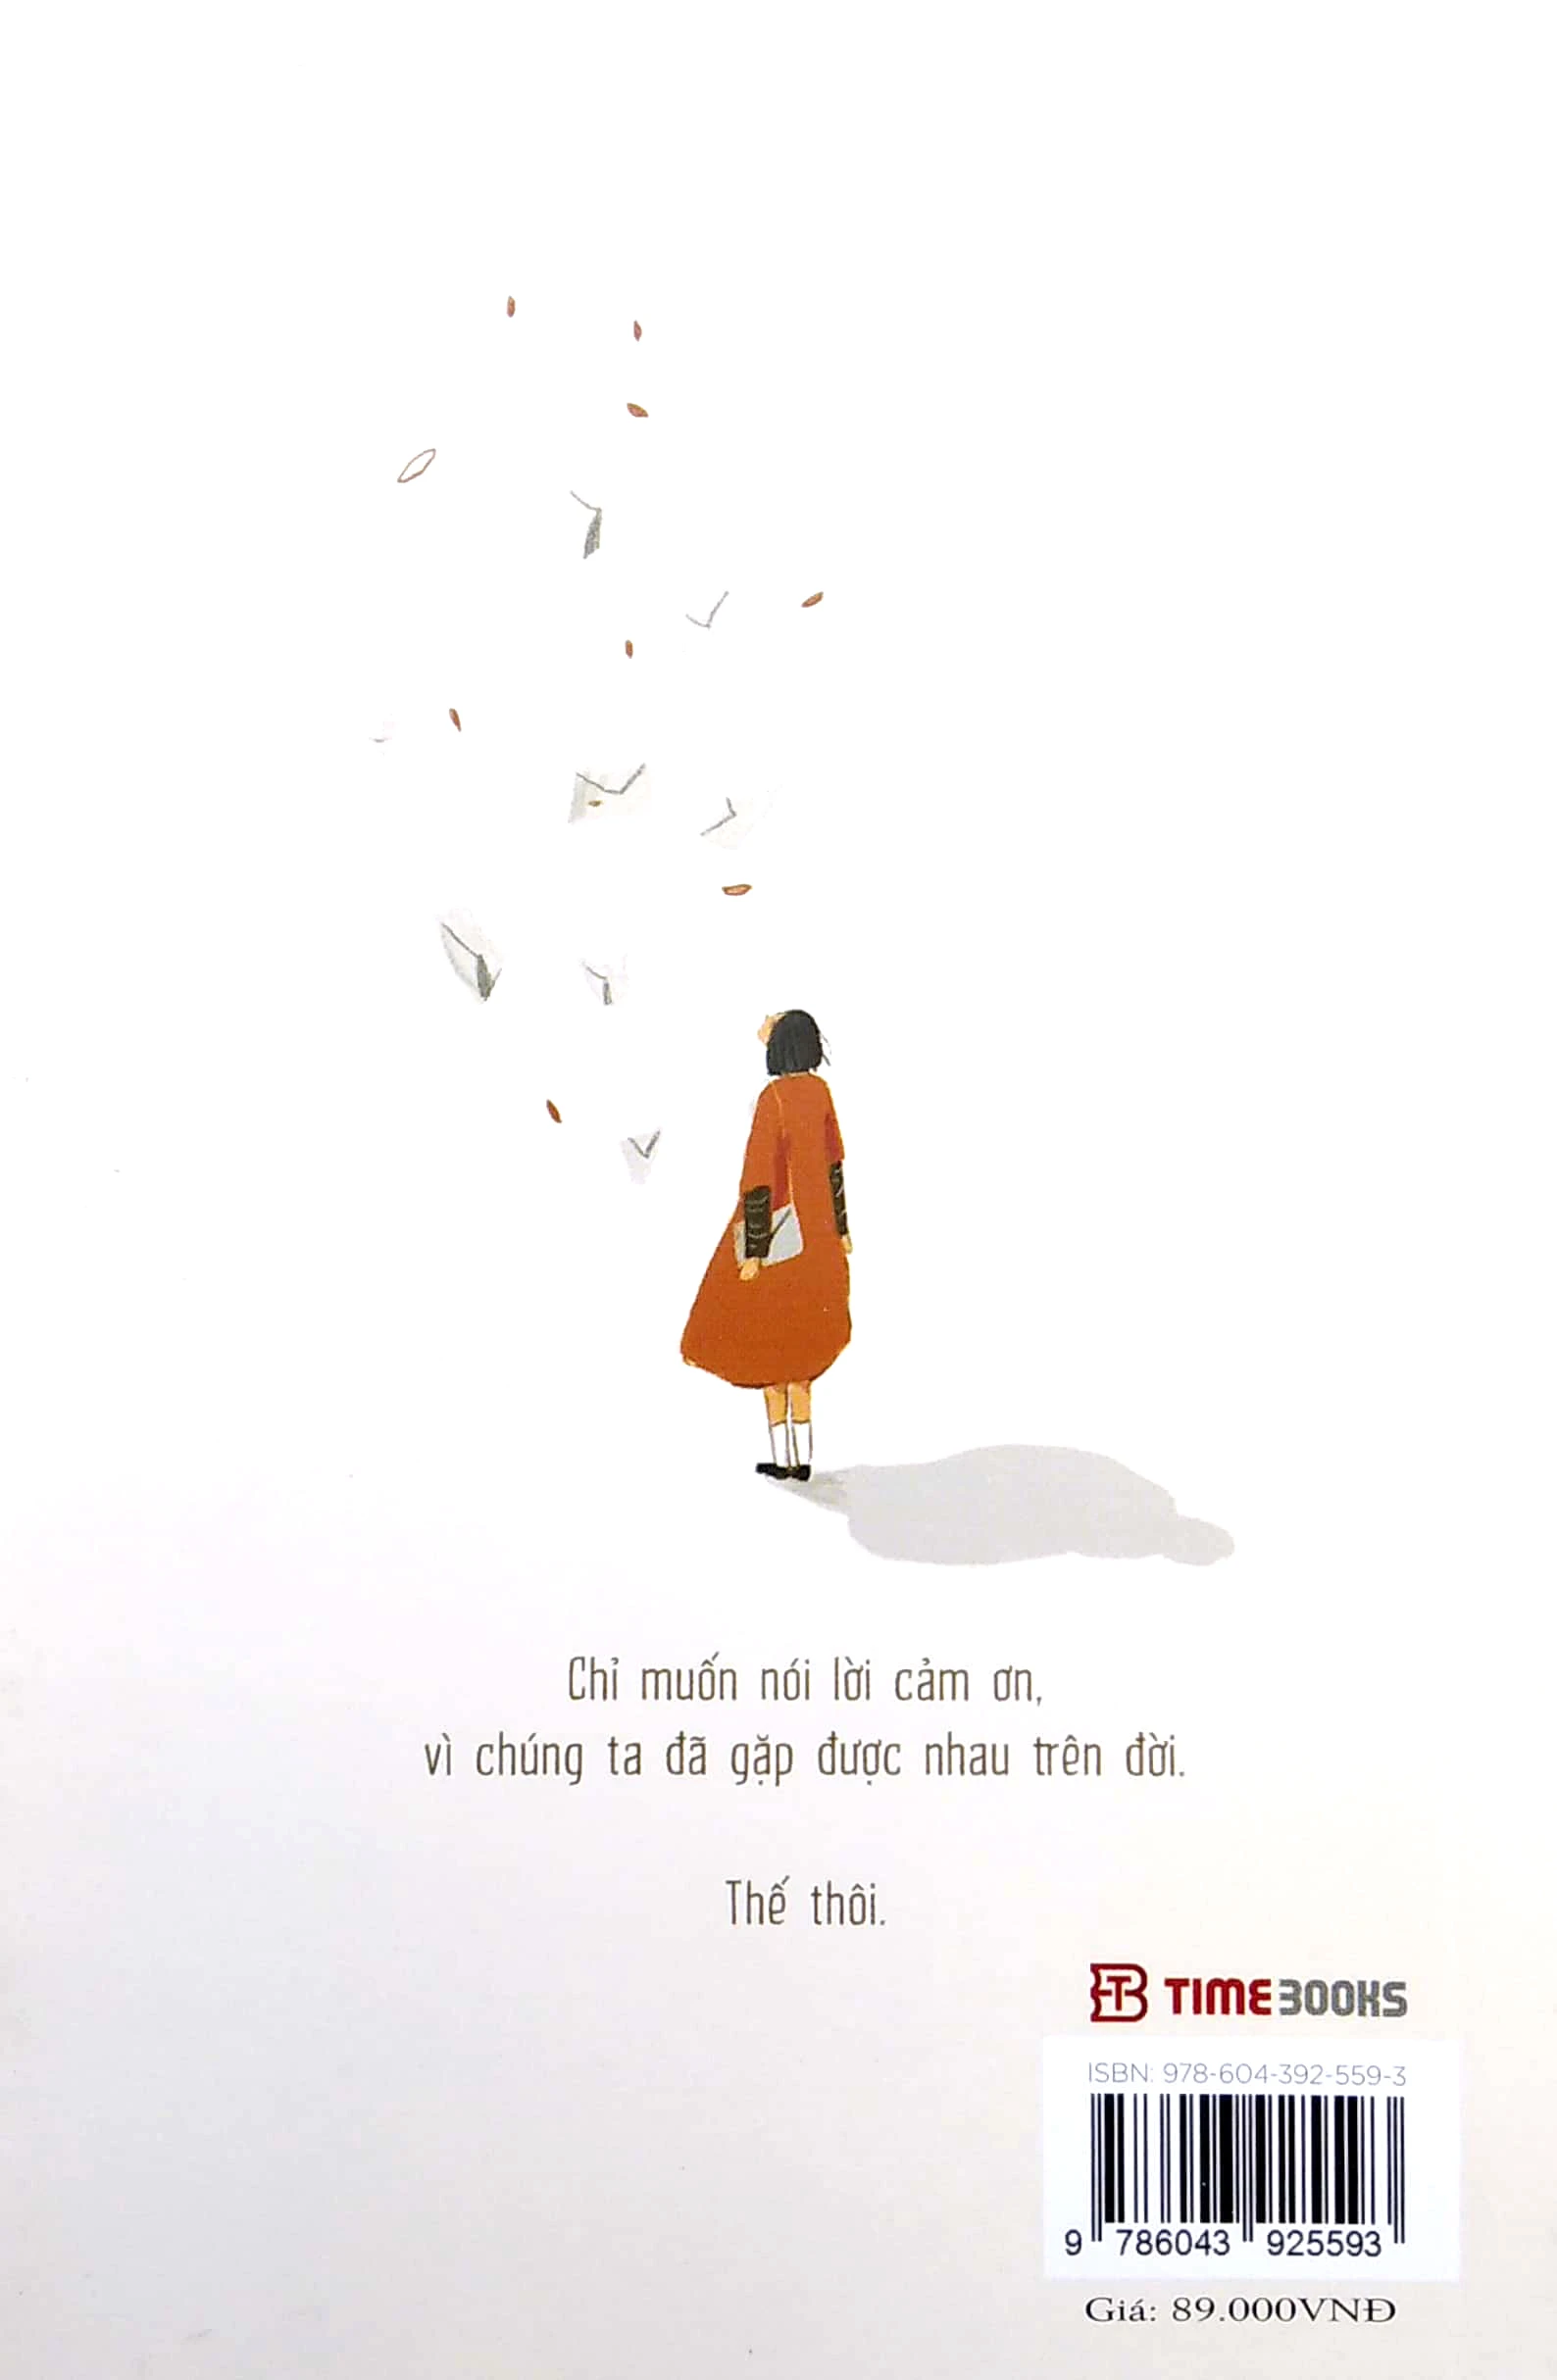 Chỉ muốn nói lời cảm ơn,
vì chúng ta đã gặp được nhau trên đời.
Thế thôi.
TB TIMEBOOKS
ISBN: 978-604-392-559-3
9 786043 925593
Giá: 89.000VNĐ